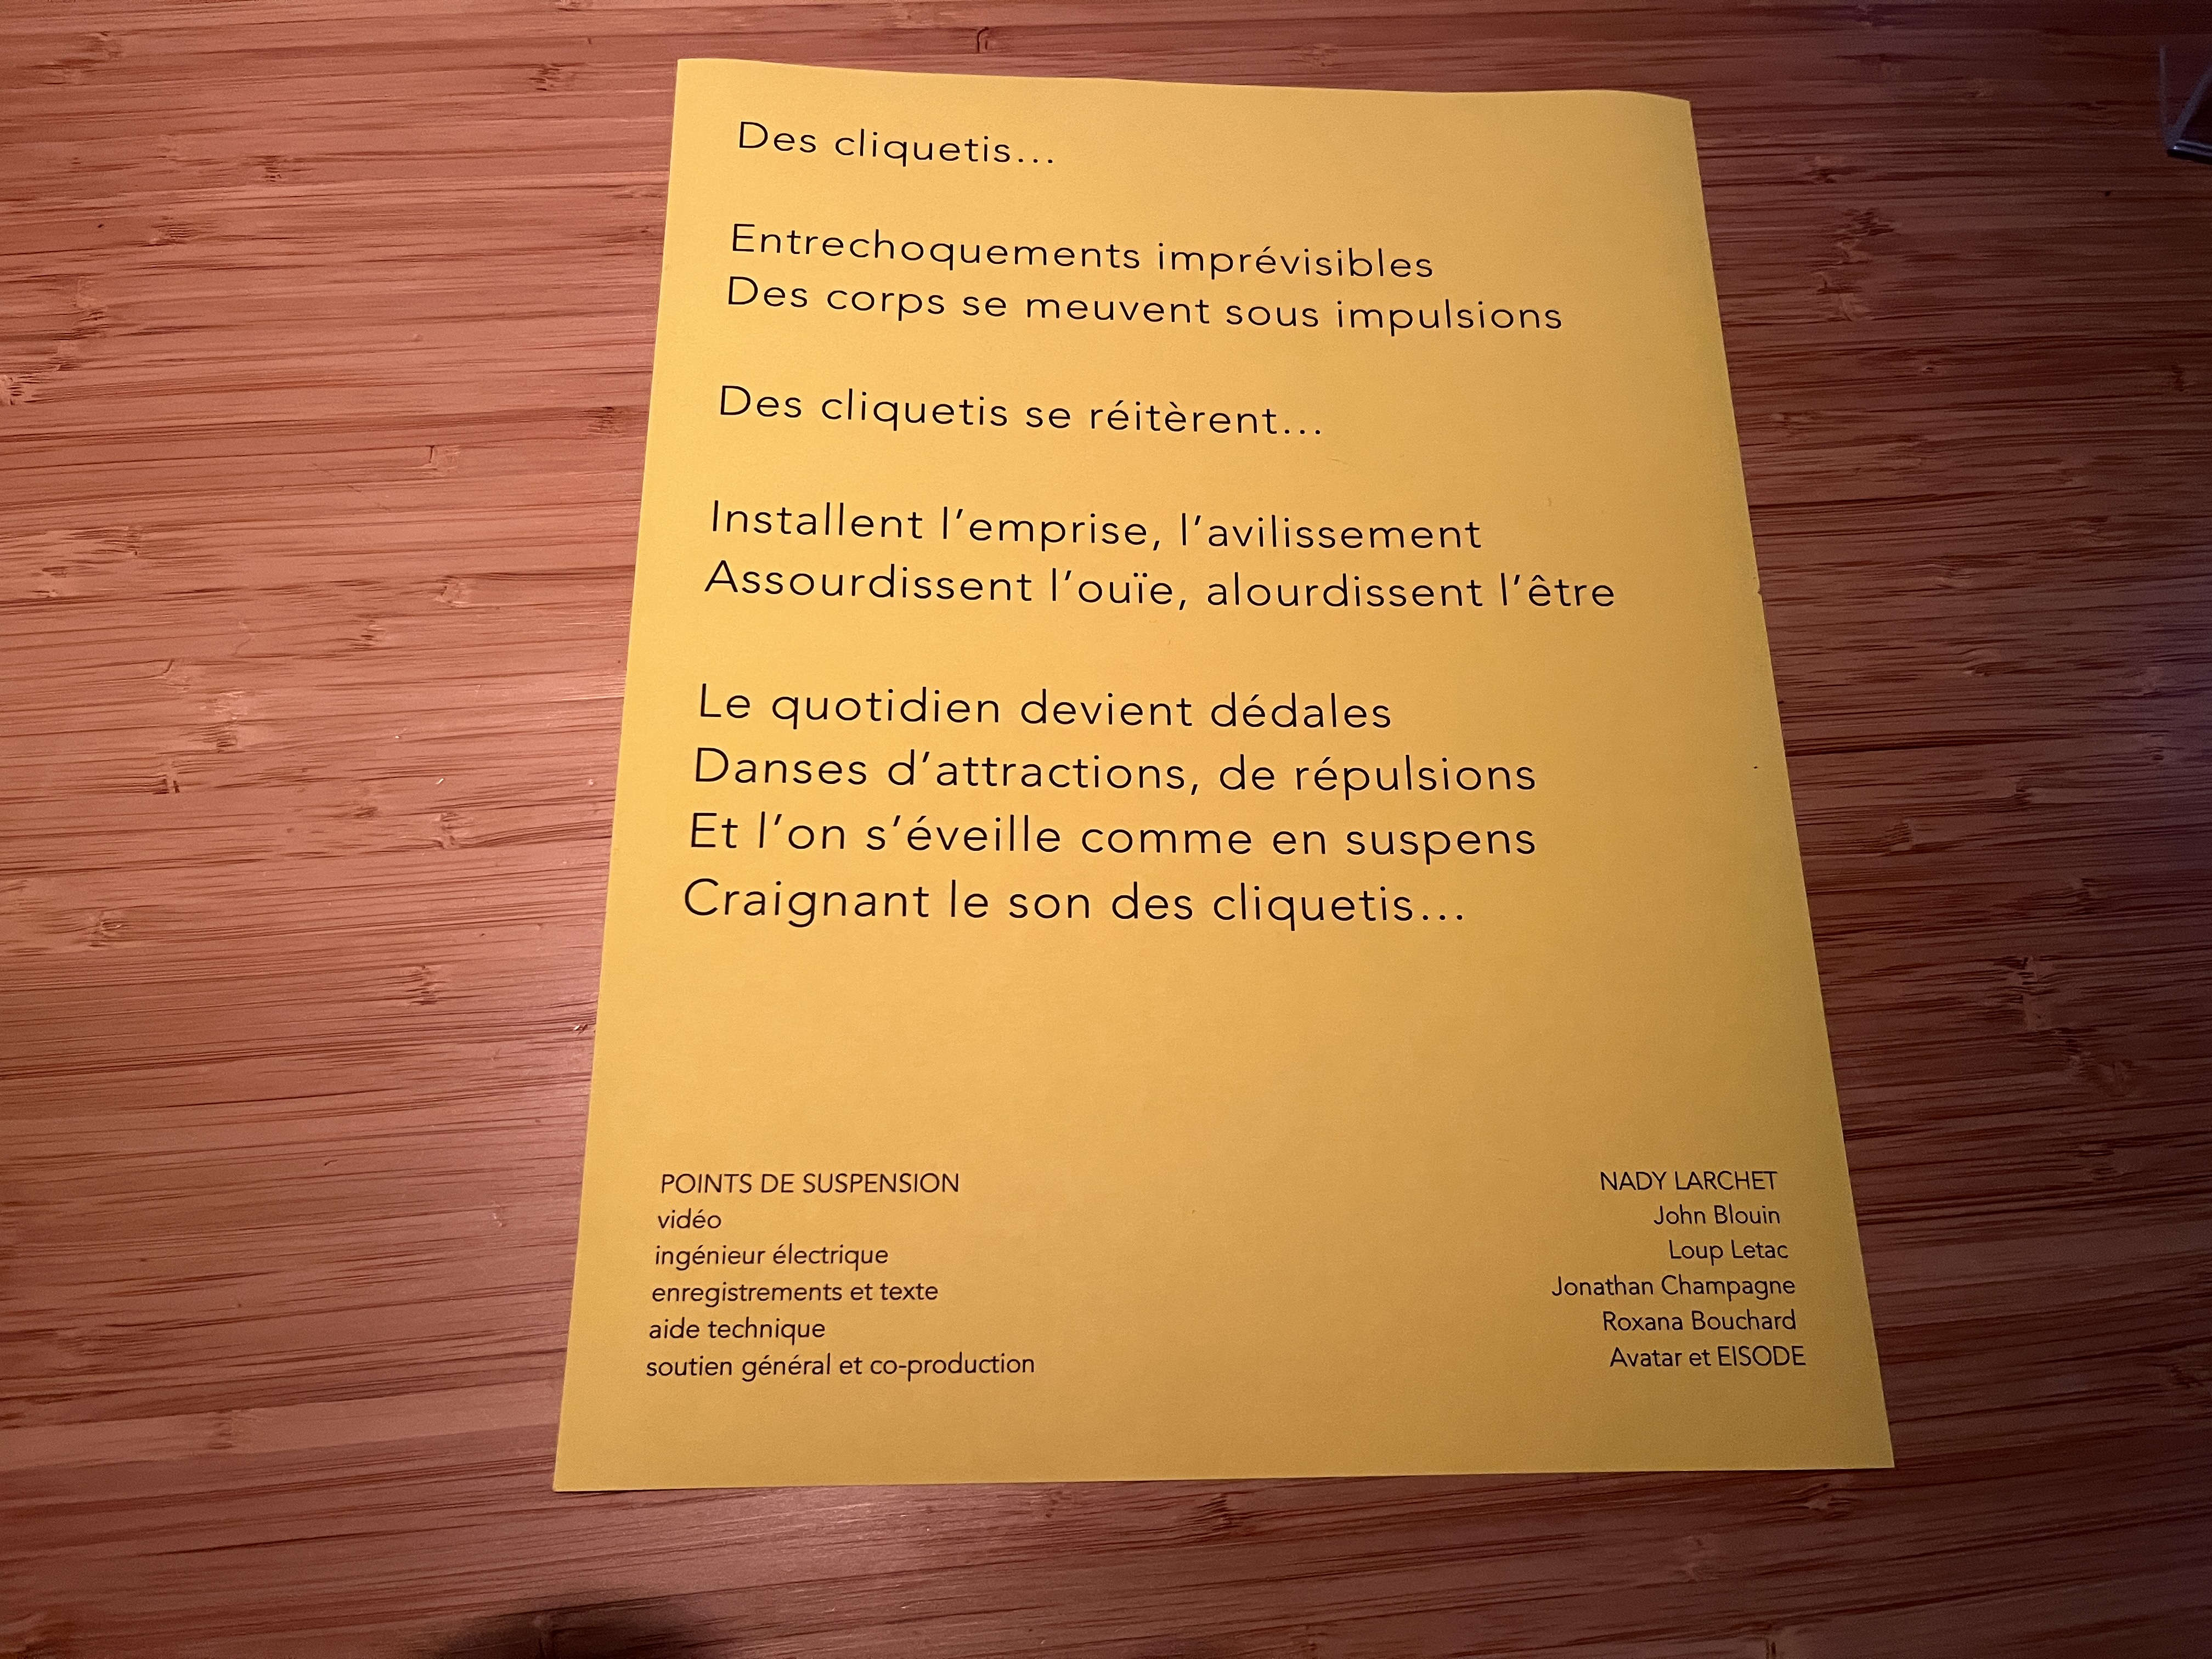 Des cliquetis...
Entrechoquements imprévisibles
Des corps se meuvent sous impulsions
Des cliquetis se réitèrent...
Installent l’emprise, l’avilissement
Assourdissent l’ouïe, alourdissent l’être
Le quotidien devient dédales
Danses d’attractions, de répulsions
Et l’on s’éveille comme en suspens
Craignant le son des cliquetis...
POINTS DE SUSPENSION NADY LARCHET
vidéo John Blouin
ingénieur électrique Loup Letac
enregistrements et texte Jonathan Champagne
aide technique Roxana Bouchard
soutien général et co-production Avatar et EISODE